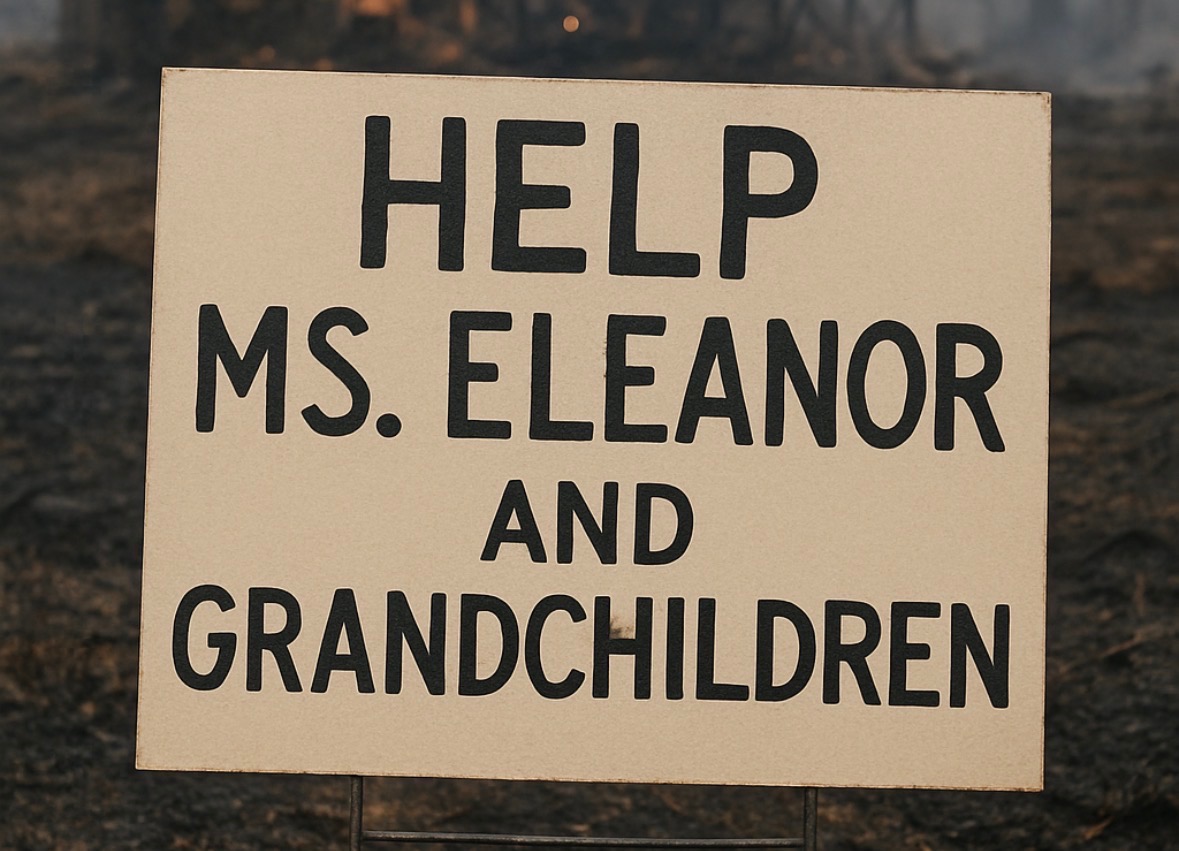 HELP
MS. ELEANOR
AND
GRANDCHILDREN